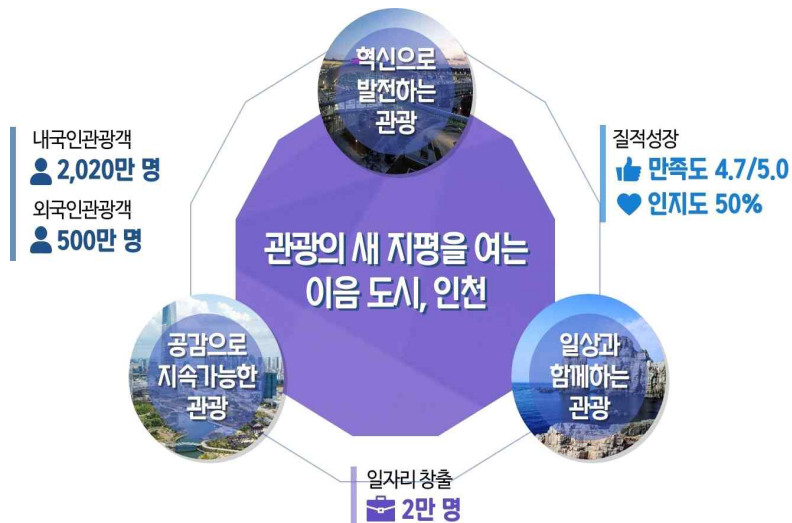 혁신으로
발전하는
관광
내국인관광객
2,020만 명
외국인관광객
500만 명
질적성장
만족도 4.7/5.0
인지도 50%
관광의 새 지평을 여는
이음 도시, 인천
공감으로
지속가능한
관광
일상과
함께하는
관광
일자리 창출
2만 명